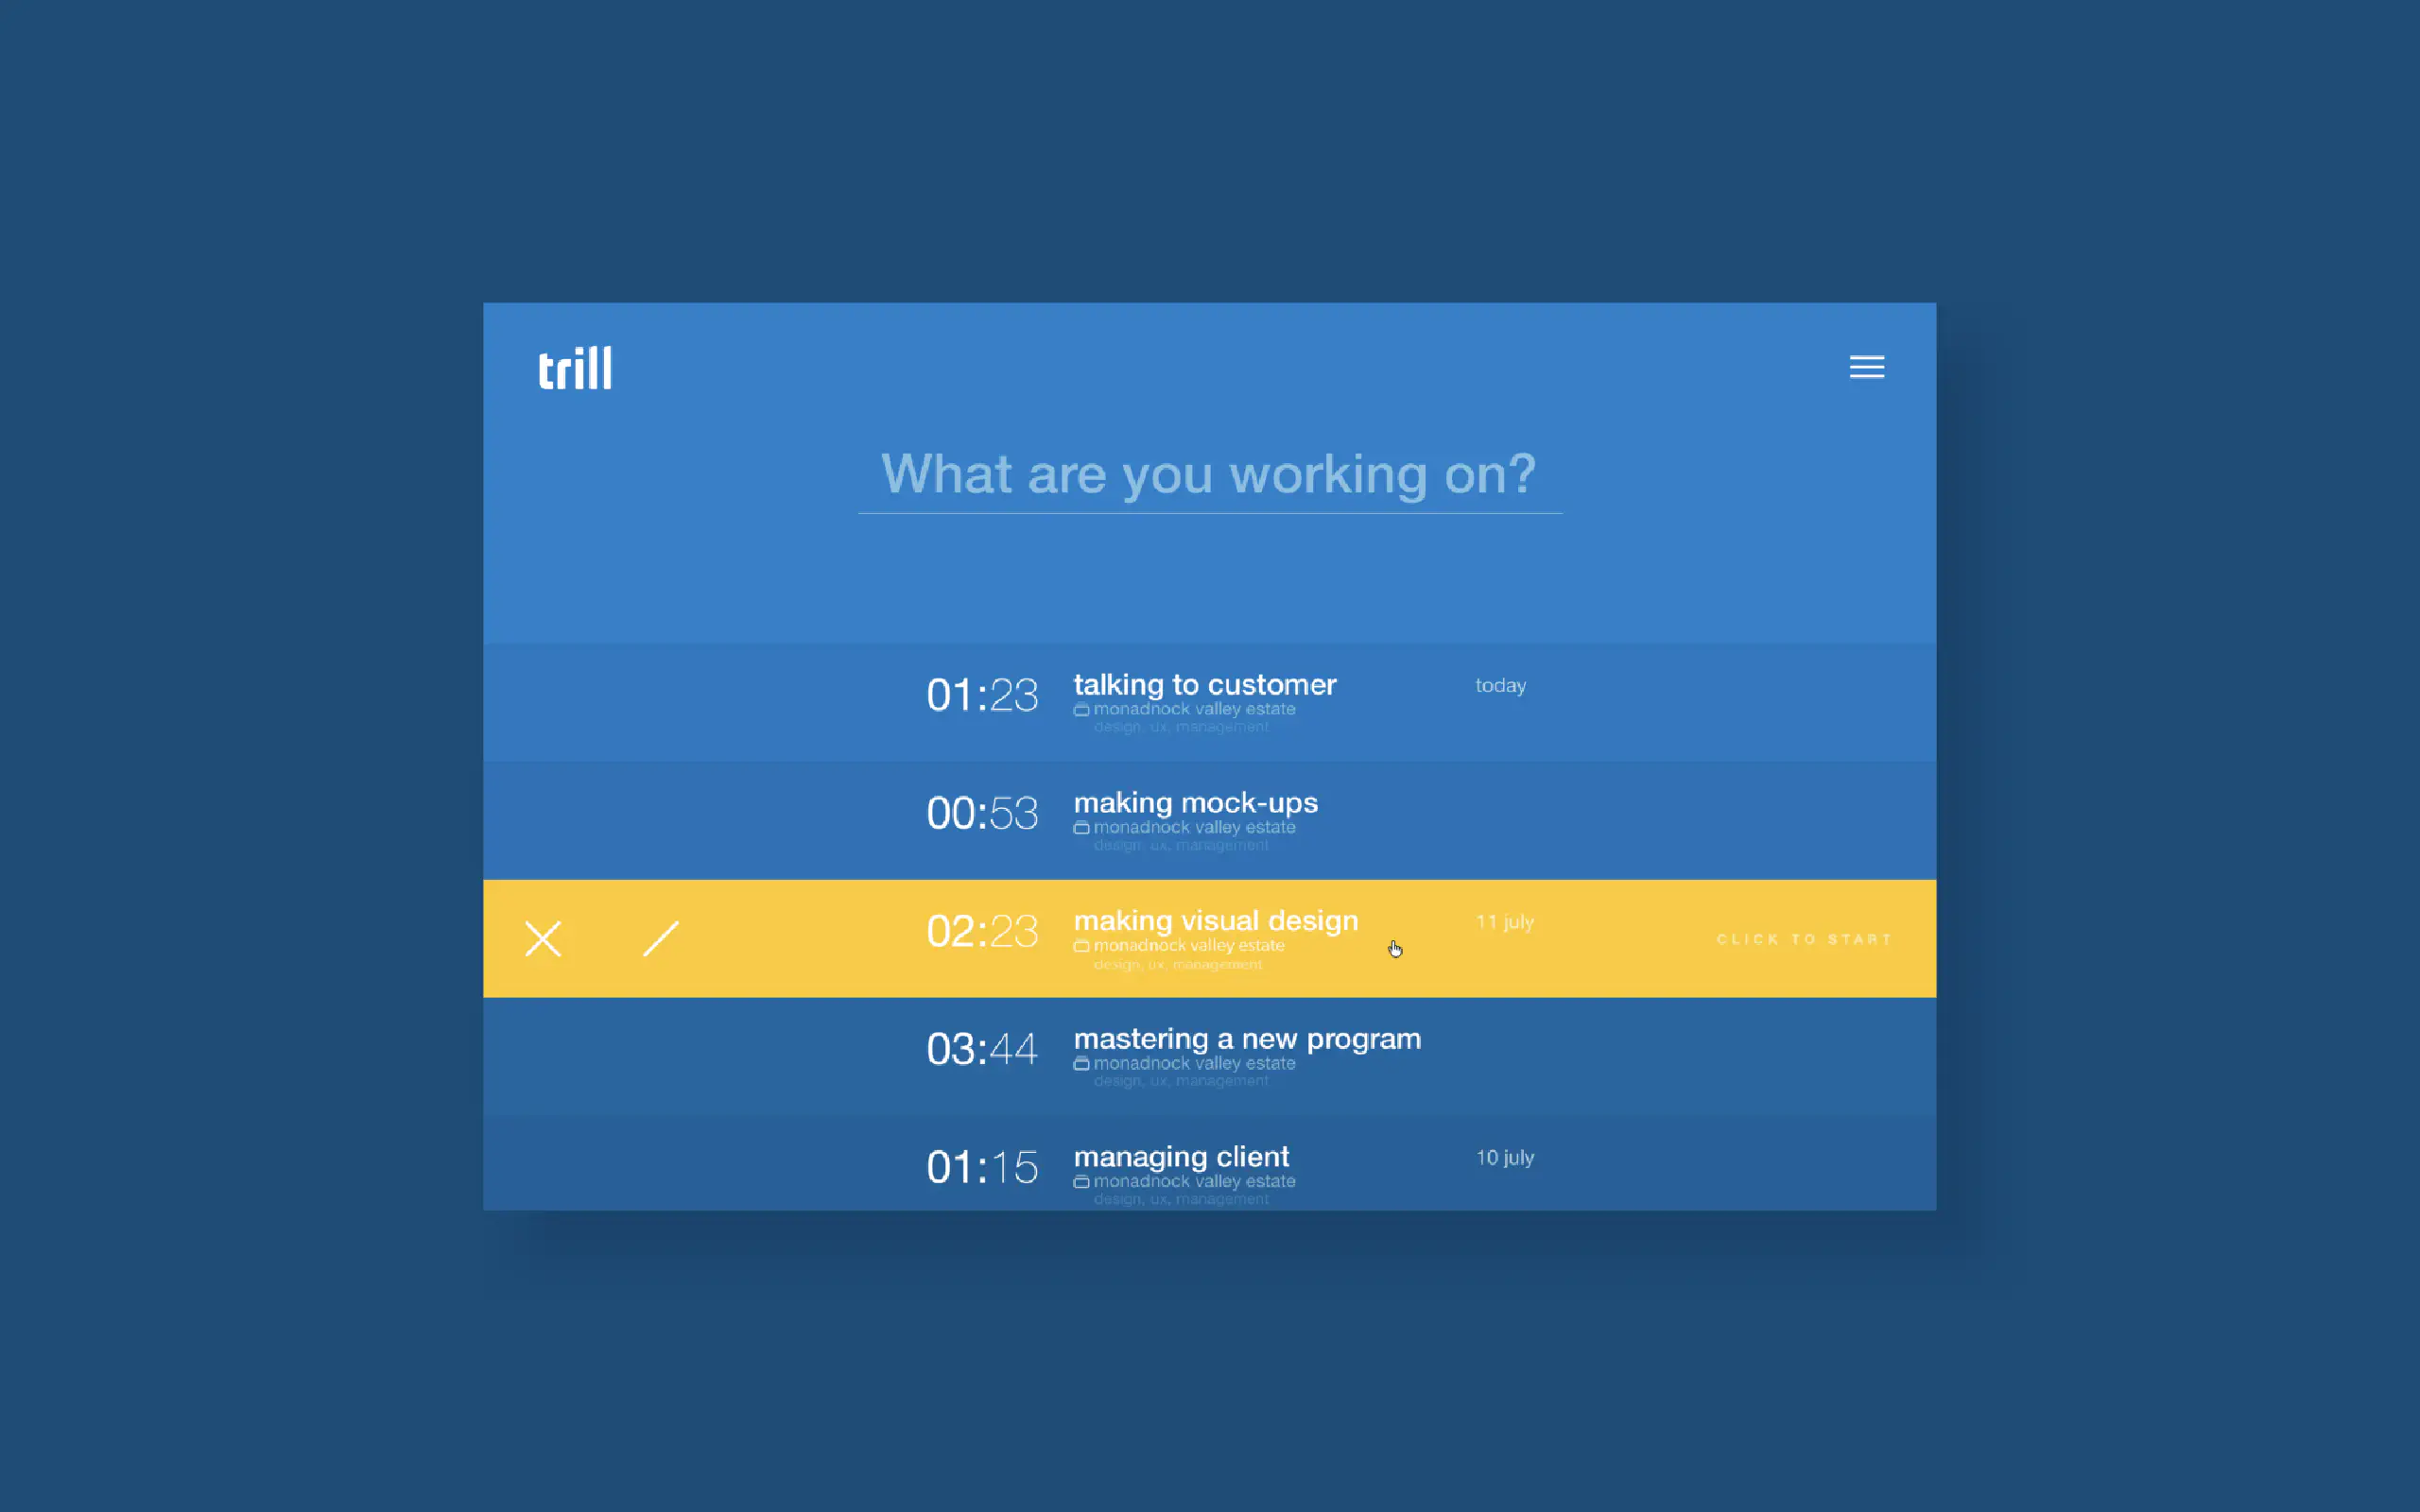 trill
What are you working on?
01:23 talking to customer today
monadnock valley estate
design, ux, management
00:53 making mock-ups
monadnock valley estate
design, ux, management
02:23 making visual design 11 july
monadnock valley estate
design, ux, management
CLICK TO START
03:44 mastering a new program
monadnock valley estate
design, ux, management
01:15 managing client 10 july
monadnock valley estate
design, ux, management